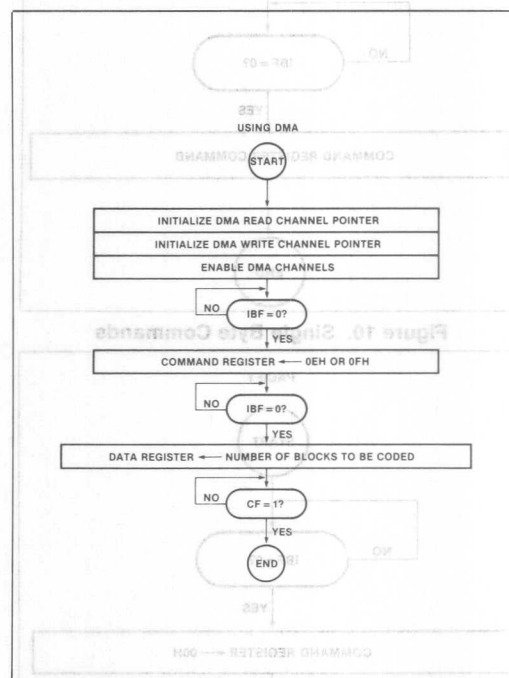 USING DMA
START
INITIALIZE DMA READ CHANNEL POINTER
INITIALIZE DMA WRITE CHANNEL POINTER
ENABLE DMA CHANNELS
NO
IBF = 0?
YES
COMMAND REGISTER ← 0EH OR 0FH
NO
IBF = 0?
YES
DATA REGISTER ← NUMBER OF BLOCKS TO BE CODED
NO
CF = 1?
YES
END